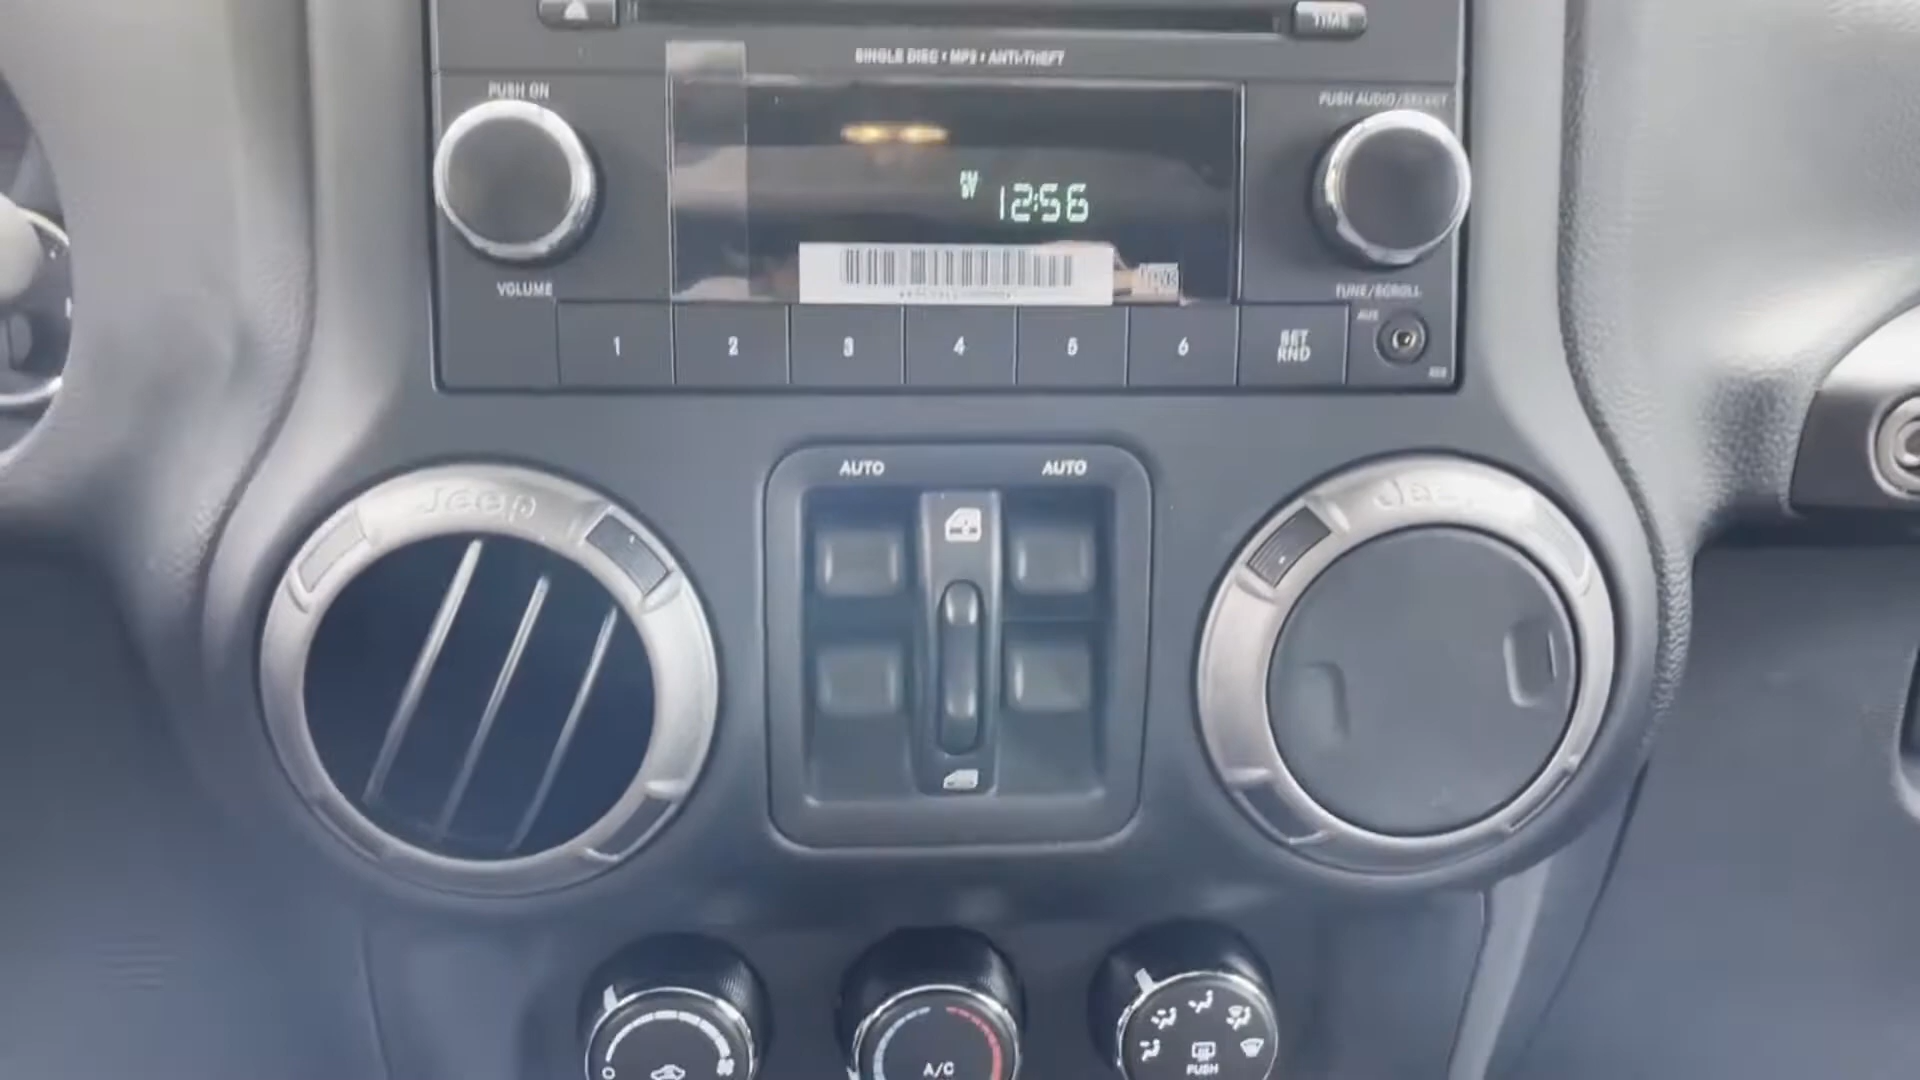 TIME
SINGLE DISC • MP3 • ANTI-THEFT
PUSH ON
PUSH AUDIO/SELECT
12:56
VOLUME
TUNE/SCROLL
AUX
1 2 3 4 5 6 SET
RND
AUTO AUTO
Jeep
Jeep
A/C
PUSH